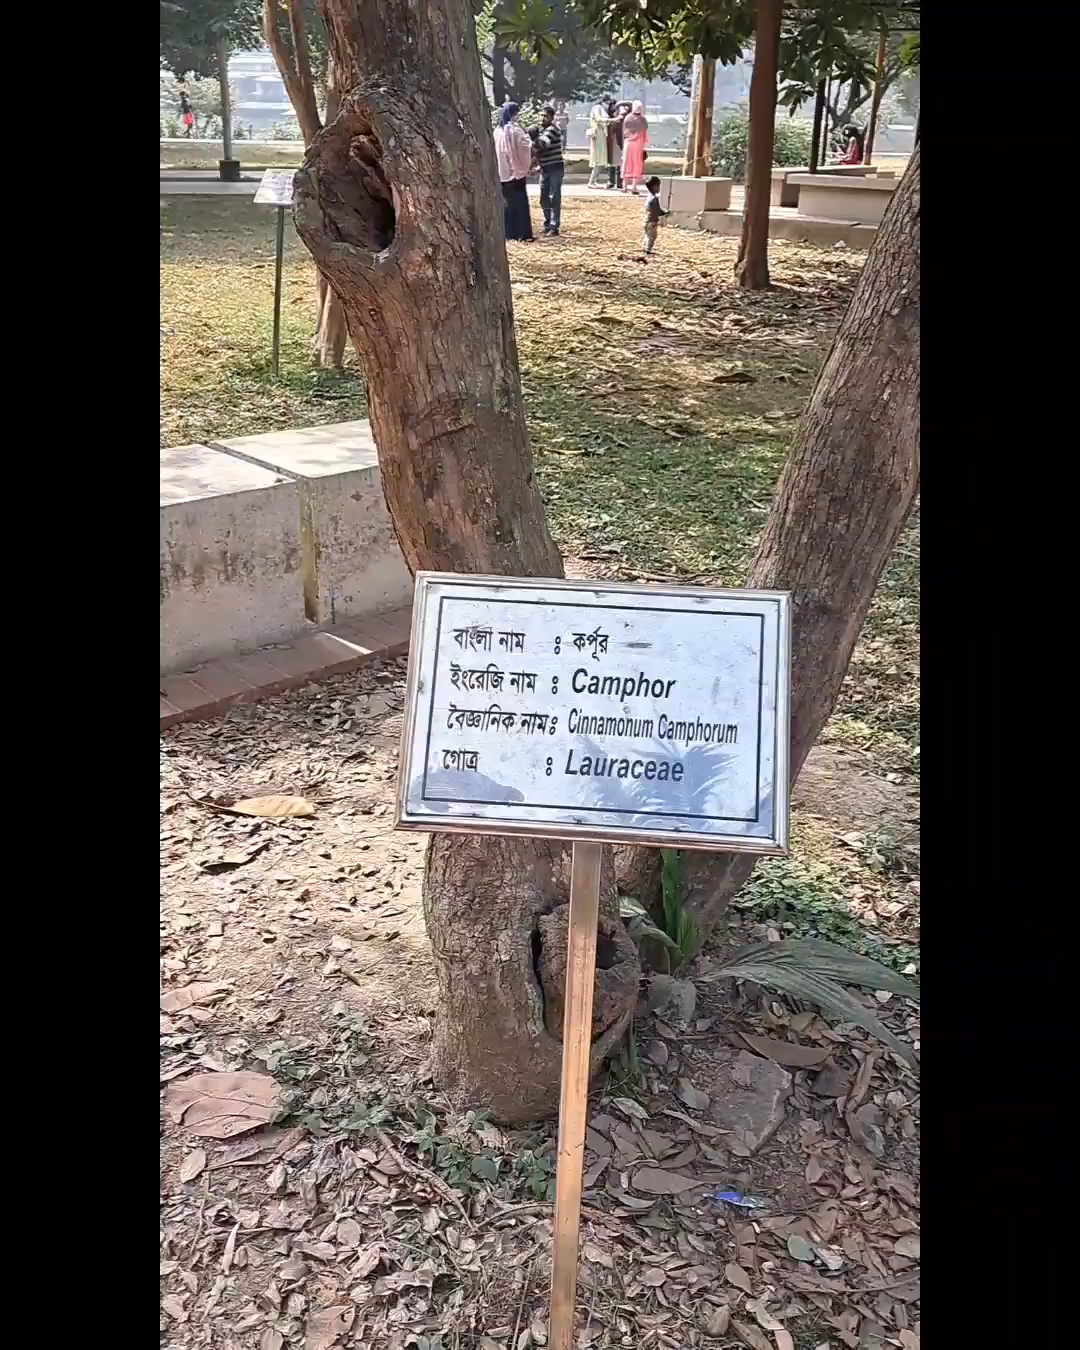 বাংলা নাম : কর্পূর
ইংরেজি নাম : Camphor
বৈজ্ঞানিক নাম: Cinnamonum Camphorum
গোত্র : Lauraceae